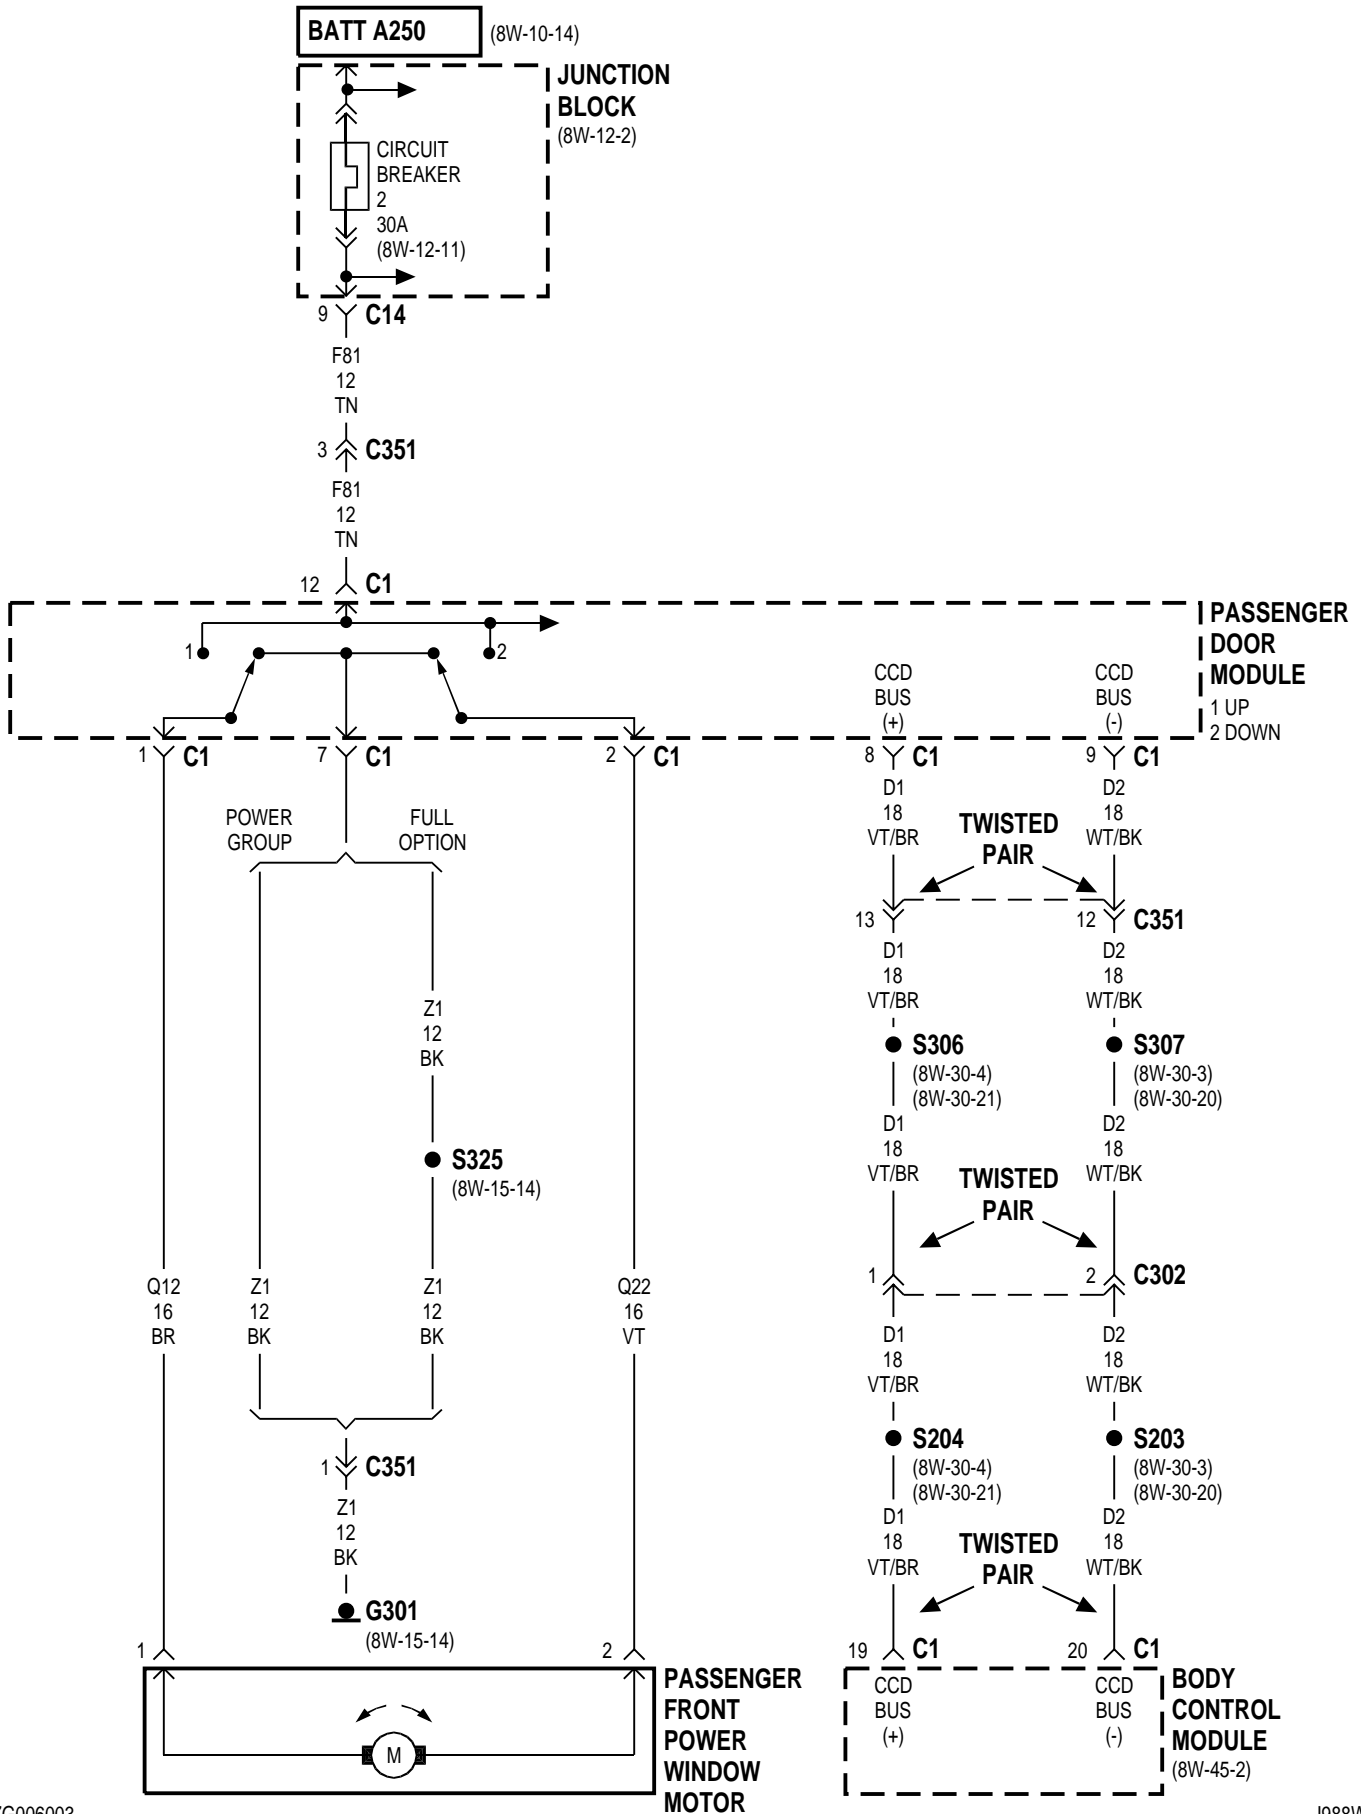 BATT A250 (8W-10-14)
JUNCTION
BLOCK
(8W-12-2)
CIRCUIT
BREAKER
2
30A
(8W-12-11)
9 C14
F81
12
TN
3 C351
F81
12
TN
12 C1
PASSENGER
DOOR
MODULE
1 UP
2 DOWN
1 2
CCD
BUS
(+)
CCD
BUS
(-)
1 C1 7 C1 2 C1 8 C1 9 C1
POWER
GROUP
FULL
OPTION
D1
18
VT/BR
TWISTED
PAIR
D2
18
WT/BK
13 12 C351
D1
18
VT/BR
D2
18
WT/BK
Z1
12
BK
S306
(8W-30-4)
(8W-30-21)
S307
(8W-30-3)
(8W-30-20)
D1
18
VT/BR
D2
18
WT/BK
S325
(8W-15-14)
TWISTED
PAIR
1 2 C302
Q12
16
BR
Z1
12
BK
Z1
12
BK
Q22
16
VT
D1
18
VT/BR
D2
18
WT/BK
S204
(8W-30-4)
(8W-30-21)
S203
(8W-30-3)
(8W-30-20)
1 C351
Z1
12
BK
D1
18
VT/BR
TWISTED
PAIR
D2
18
WT/BK
G301
(8W-15-14)
1 2 19 C1 20 C1
PASSENGER
FRONT
POWER
WINDOW
MOTOR
M
CCD
BUS
(+)
CCD
BUS
(-)
BODY
CONTROL
MODULE
(8W-45-2)